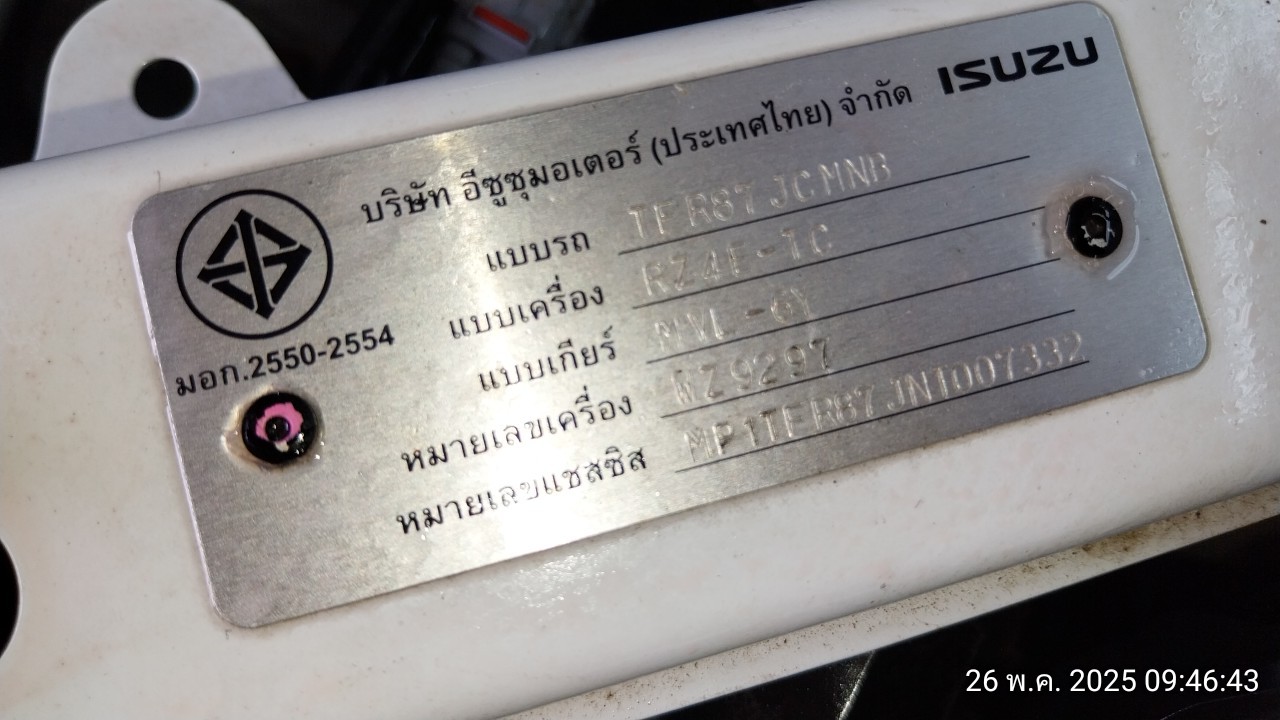 ISUZU
บริษัท อีซูซุมอเตอร์ (ประเทศไทย) จำกัด
แบบรถ TFR87JCMNB
แบบเครื่อง RZ4F-TC
แบบเกียร์ MVL-6Y
หมายเลขเครื่อง WZ9297
หมายเลขแชสซิส MP1TFR87JNT007332
มอก.2550-2554
26 พ.ค. 2025 09:46:43